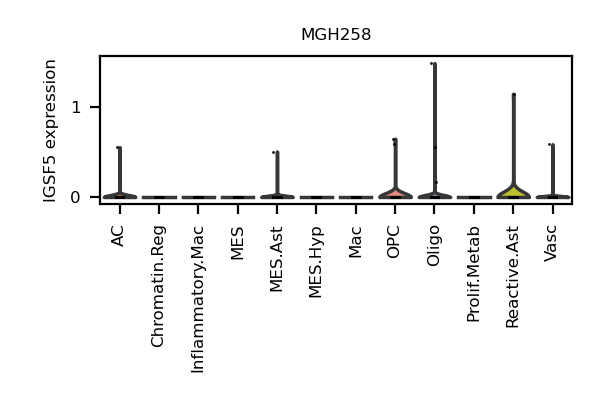 MGH258
IGSF5 expression
1
0
AC
Chromatin.Reg
Inflammatory.Mac
MES
MES.Ast
MES.Hyp
Mac
OPC
Oligo
Prolif.Metab
Reactive.Ast
Vasc